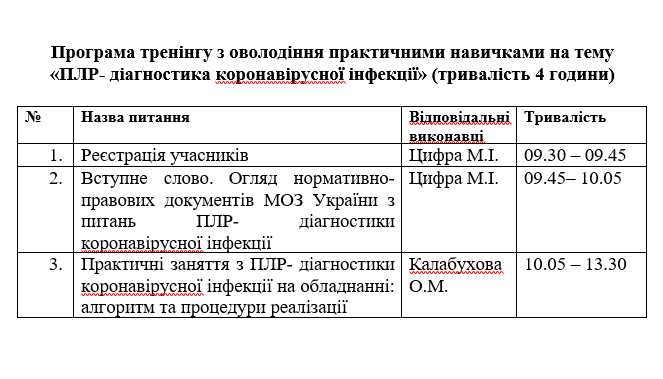 Програма тренінгу з оволодіння практичними навичками на тему
«ПЛР- діагностика коронавірусної інфекції» (тривалість 4 години)
№ Назва питання Відповідальні Тривалість
виконавці
1. Реєстрація учасників Цифра М.І. 09.30 – 09.45
2. Вступне слово. Огляд нормативно- Цифра М.І. 09.45– 10.05
правових документів МОЗ України з
питань ПЛР- діагностики
коронавірусної інфекції
3. Практичні заняття з ПЛР- діагностики Калабухова 10.05 – 13.30
коронавірусної інфекції на обладнанні: О.М.
алгоритм та процедури реалізації